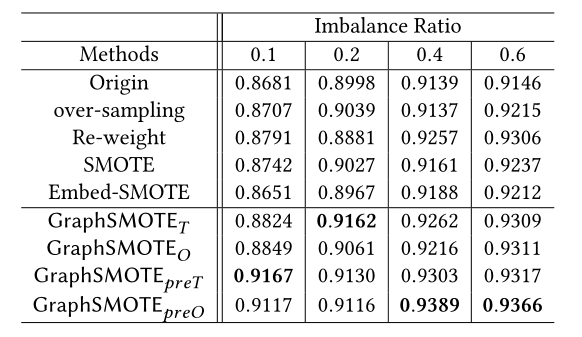 Imbalance Ratio
Methods 0.1 0.2 0.4 0.6
Origin 0.8681 0.8998 0.9139 0.9146
over-sampling 0.8707 0.9039 0.9137 0.9215
Re-weight 0.8791 0.8881 0.9257 0.9306
SMOTE 0.8742 0.9027 0.9161 0.9237
Embed-SMOTE 0.8651 0.8967 0.9188 0.9212
GraphSMOTE_T 0.8824 0.9162 0.9262 0.9309
GraphSMOTE_O 0.8849 0.9061 0.9216 0.9311
GraphSMOTE_preT 0.9167 0.9130 0.9303 0.9317
GraphSMOTE_preO 0.9117 0.9116 0.9389 0.9366